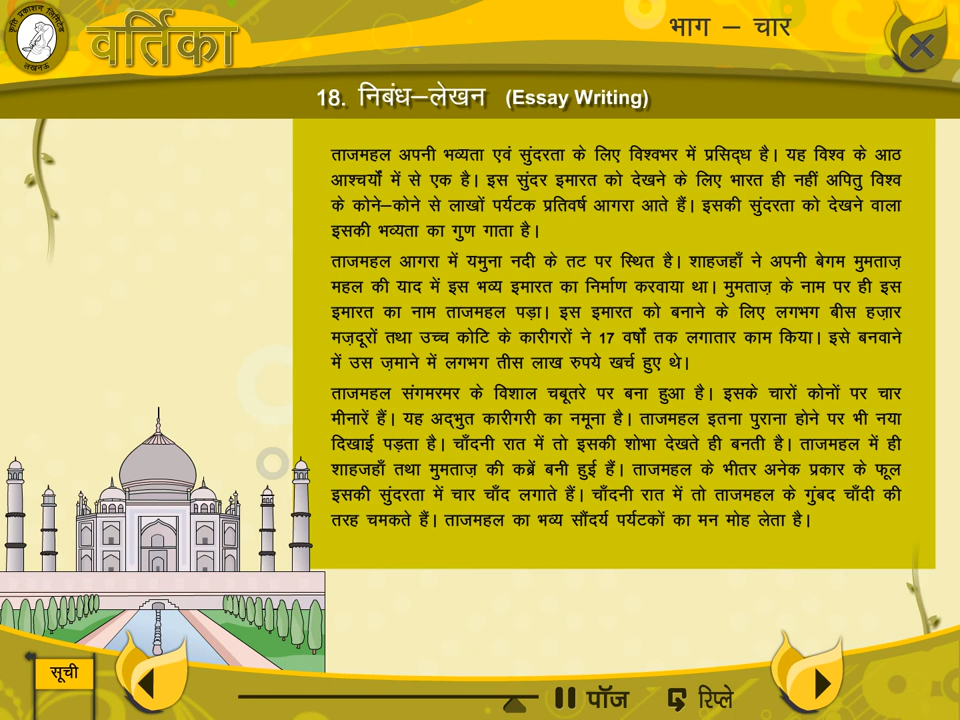 कृति प्रकाशन लिमिटेड
लखनऊ
वर्तिका
भाग – चार
18. निबंध–लेखन (Essay Writing)
ताजमहल अपनी भव्यता एवं सुंदरता के लिए विश्वभर में प्रसिद्ध है। यह विश्व के आठ
आश्चर्यों में से एक है। इस सुंदर इमारत को देखने के लिए भारत ही नहीं अपितु विश्व
के कोने–कोने से लाखों पर्यटक प्रतिवर्ष आगरा आते हैं। इसकी सुंदरता को देखने वाला
इसकी भव्यता का गुण गाता है।
ताजमहल आगरा में यमुना नदी के तट पर स्थित है। शाहजहाँ ने अपनी बेगम मुमताज़
महल की याद में इस भव्य इमारत का निर्माण करवाया था। मुमताज़ के नाम पर ही इस
इमारत का नाम ताजमहल पड़ा। इस इमारत को बनाने के लिए लगभग बीस हज़ार
मज़दूरों तथा उच्च कोटि के कारीगरों ने 17 वर्षों तक लगातार काम किया। इसे बनवाने
में उस ज़माने में लगभग तीस लाख रुपये खर्च हुए थे।
ताजमहल संगमरमर के विशाल चबूतरे पर बना हुआ है। इसके चारों कोनों पर चार
मीनारें हैं। यह अद्भुत कारीगरी का नमूना है। ताजमहल इतना पुराना होने पर भी नया
दिखाई पड़ता है। चाँदनी रात में तो इसकी शोभा देखते ही बनती है। ताजमहल में ही
शाहजहाँ तथा मुमताज़ की कब्रें बनी हुई हैं। ताजमहल के भीतर अनेक प्रकार के फूल
इसकी सुंदरता में चार चाँद लगाते हैं। चाँदनी रात में तो ताजमहल के गुंबद चाँदी की
तरह चमकते हैं। ताजमहल का भव्य सौंदर्य पर्यटकों का मन मोह लेता है।
सूची
पॉज
रिप्ले